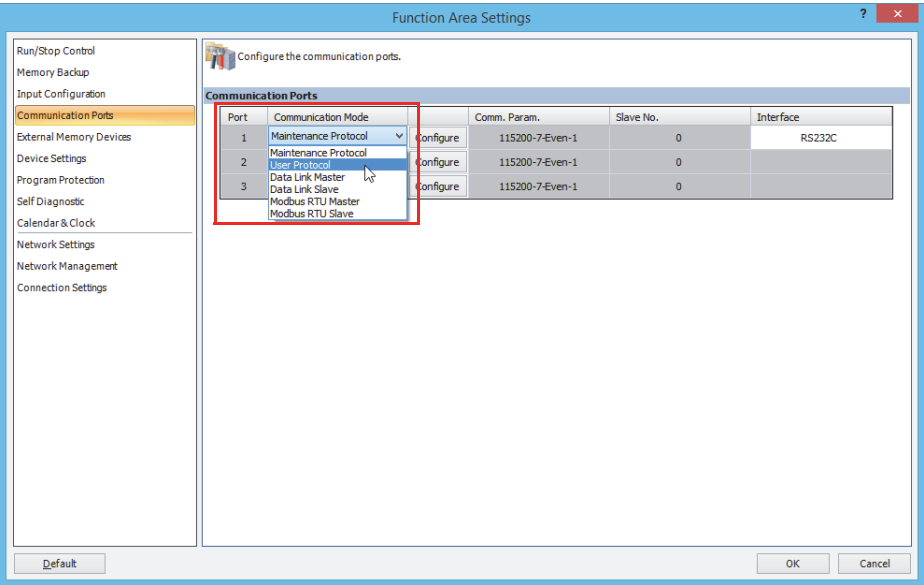 Function Area Settings
?
Run/Stop Control
Memory Backup
Input Configuration
Communication Ports
External Memory Devices
Device Settings
Program Protection
Self Diagnostic
Calendar & Clock
Network Settings
Network Management
Connection Settings
Configure the communication ports.
Communication Ports
Port Communication Mode Comm. Param. Slave No. Interface
1 Maintenance Protocol Configure 115200-7-Even-1 0 RS232C
2 Configure 115200-7-Even-1 0
3 Configure 115200-7-Even-1 0
Maintenance Protocol
User Protocol
Data Link Master
Data Link Slave
Modbus RTU Master
Modbus RTU Slave
Default
OK
Cancel